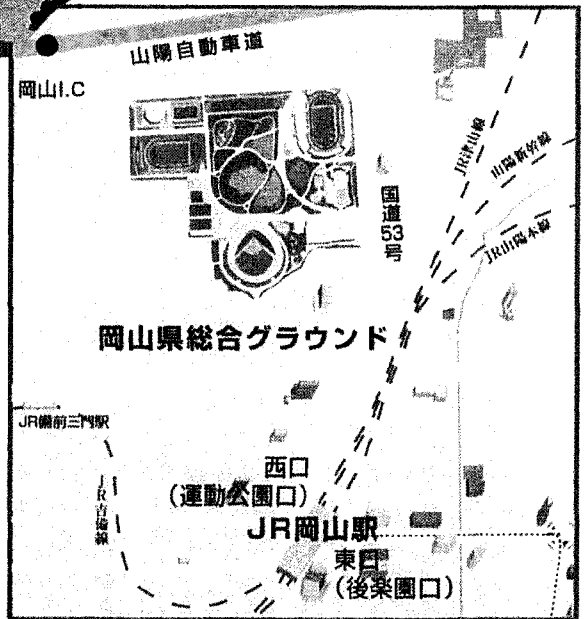 山陽自動車道
岡山I.C
JR津山線
山陽新幹線
国道53号
JR山陽本線
岡山県総合グラウンド
JR備前三門駅
JR吉備線
西口
(運動公園口)
JR岡山駅
東口
(後楽園口)